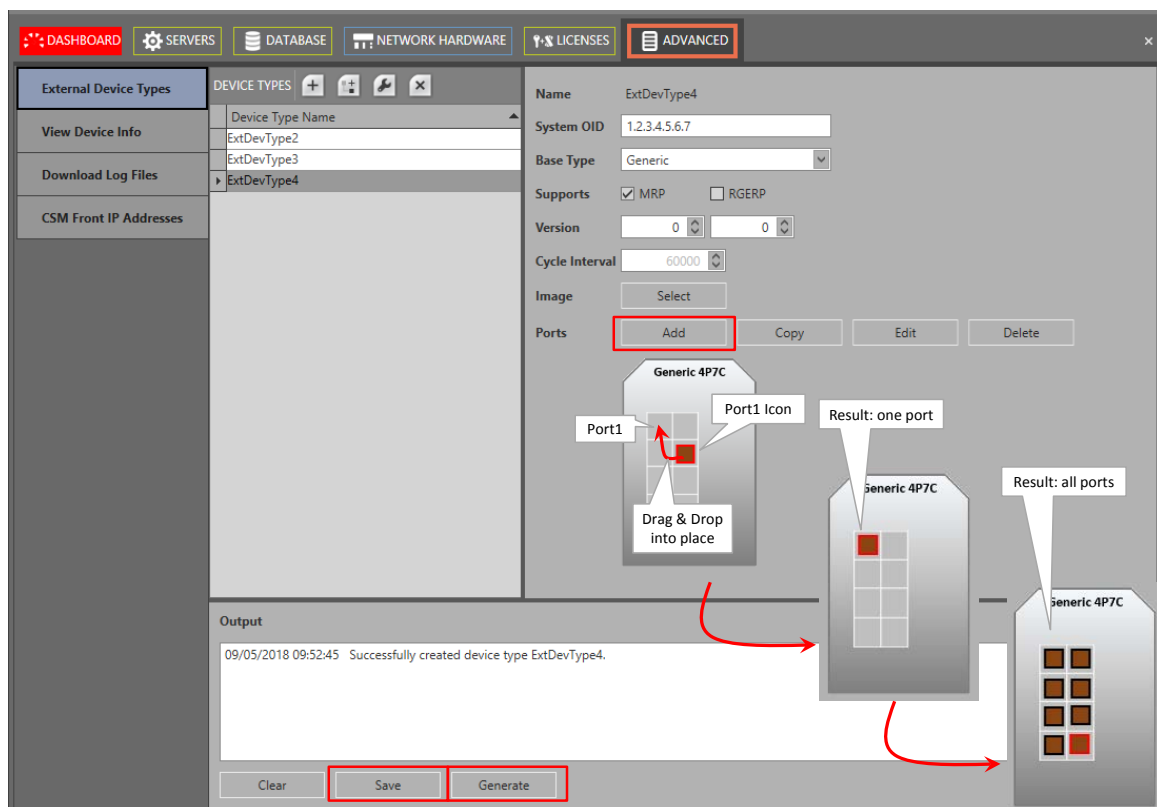 DASHBOARD SERVERS DATABASE NETWORK HARDWARE LICENSES ADVANCED
External Device Types
View Device Info
Download Log Files
CSM Front IP Addresses
DEVICE TYPES
Device Type Name
ExtDevType2
ExtDevType3
ExtDevType4
Name ExtDevType4
System OID 1.2.3.4.5.6.7
Base Type Generic
Supports MRP RGERP
Version 0 0
Cycle Interval 60000
Image Select
Ports Add Copy Edit Delete
Generic 4P7C
Port1
Port1 Icon
Drag & Drop
into place
Result: one port
Generic 4P7C
Result: all ports
Generic 4P7C
Output
09/05/2018 09:52:45 Successfully created device type ExtDevType4.
Clear Save Generate